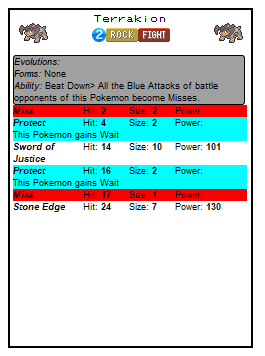 Terrakion
2 ROCK FIGHT
Evolutions:
Forms: None
Ability: Beat Down> All the Blue Attacks of battle
opponents of this Pokemon become Misses.
Miss Hit: 2 Size: 2 Power:
Protect Hit: 4 Size: 2 Power:
This Pokemon gains Wait
Sword of Hit: 14 Size: 10 Power: 101
Justice
Protect Hit: 16 Size: 2 Power:
This Pokemon gains Wait
Miss Hit: 17 Size: 1 Power:
Stone Edge Hit: 24 Size: 7 Power: 130